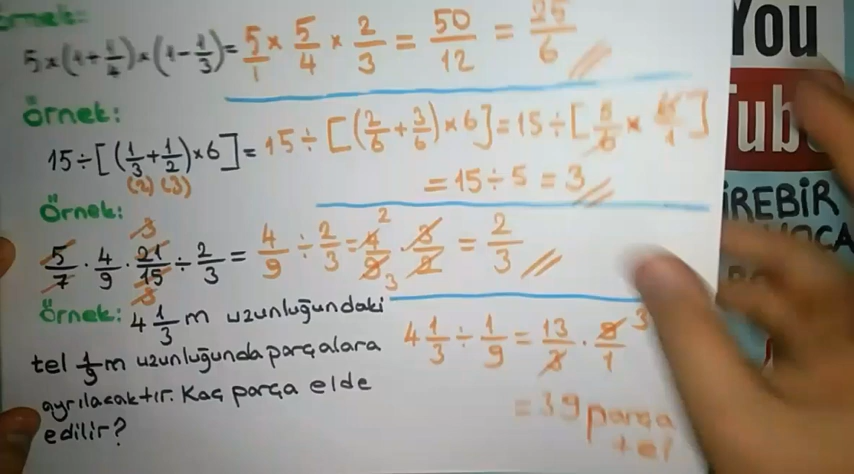 örnek:
5×(1+1/4)×(1-1/3)= 5/1 × 5/4 × 2/3 = 50/12 = 25/6
örnek:
15÷[(1/3+1/2)×6]= 15÷[(2/6+3/6)×6]=15÷[5/6×6/1]
(2) (3)
=15÷5=3
örnek:
5/7 · 4/9 · 21/15 ÷ 2/3 = 4/9 ÷ 2/3 = 4/9 · 3/2 = 2/3
örnek: 4 1/3 m uzunluğundaki
tel 1/9 m uzunluğunda parçalara
ayrılacaktır. Kaç parça elde
edilir?
4 1/3 ÷ 1/9 = 13/3 · 9/1
=39 parça
tel
You
Tube
BİREBİR
HOCA